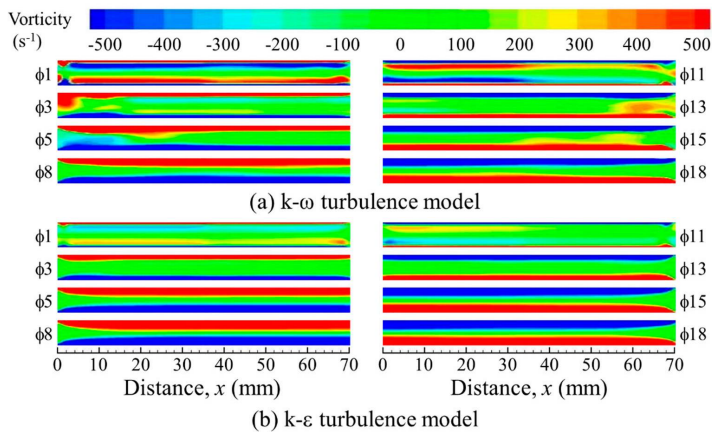 Vorticity
(s-1)
-500 -400 -300 -200 -100 0 100 200 300 400 500
ϕ1 ϕ11
ϕ3 ϕ13
ϕ5 ϕ15
ϕ8 ϕ18
(a) k-ω turbulence model
ϕ1 ϕ11
ϕ3 ϕ13
ϕ5 ϕ15
ϕ8 ϕ18
0 10 20 30 40 50 60 70 0 10 20 30 40 50 60 70
Distance, x (mm) Distance, x (mm)
(b) k-ε turbulence model